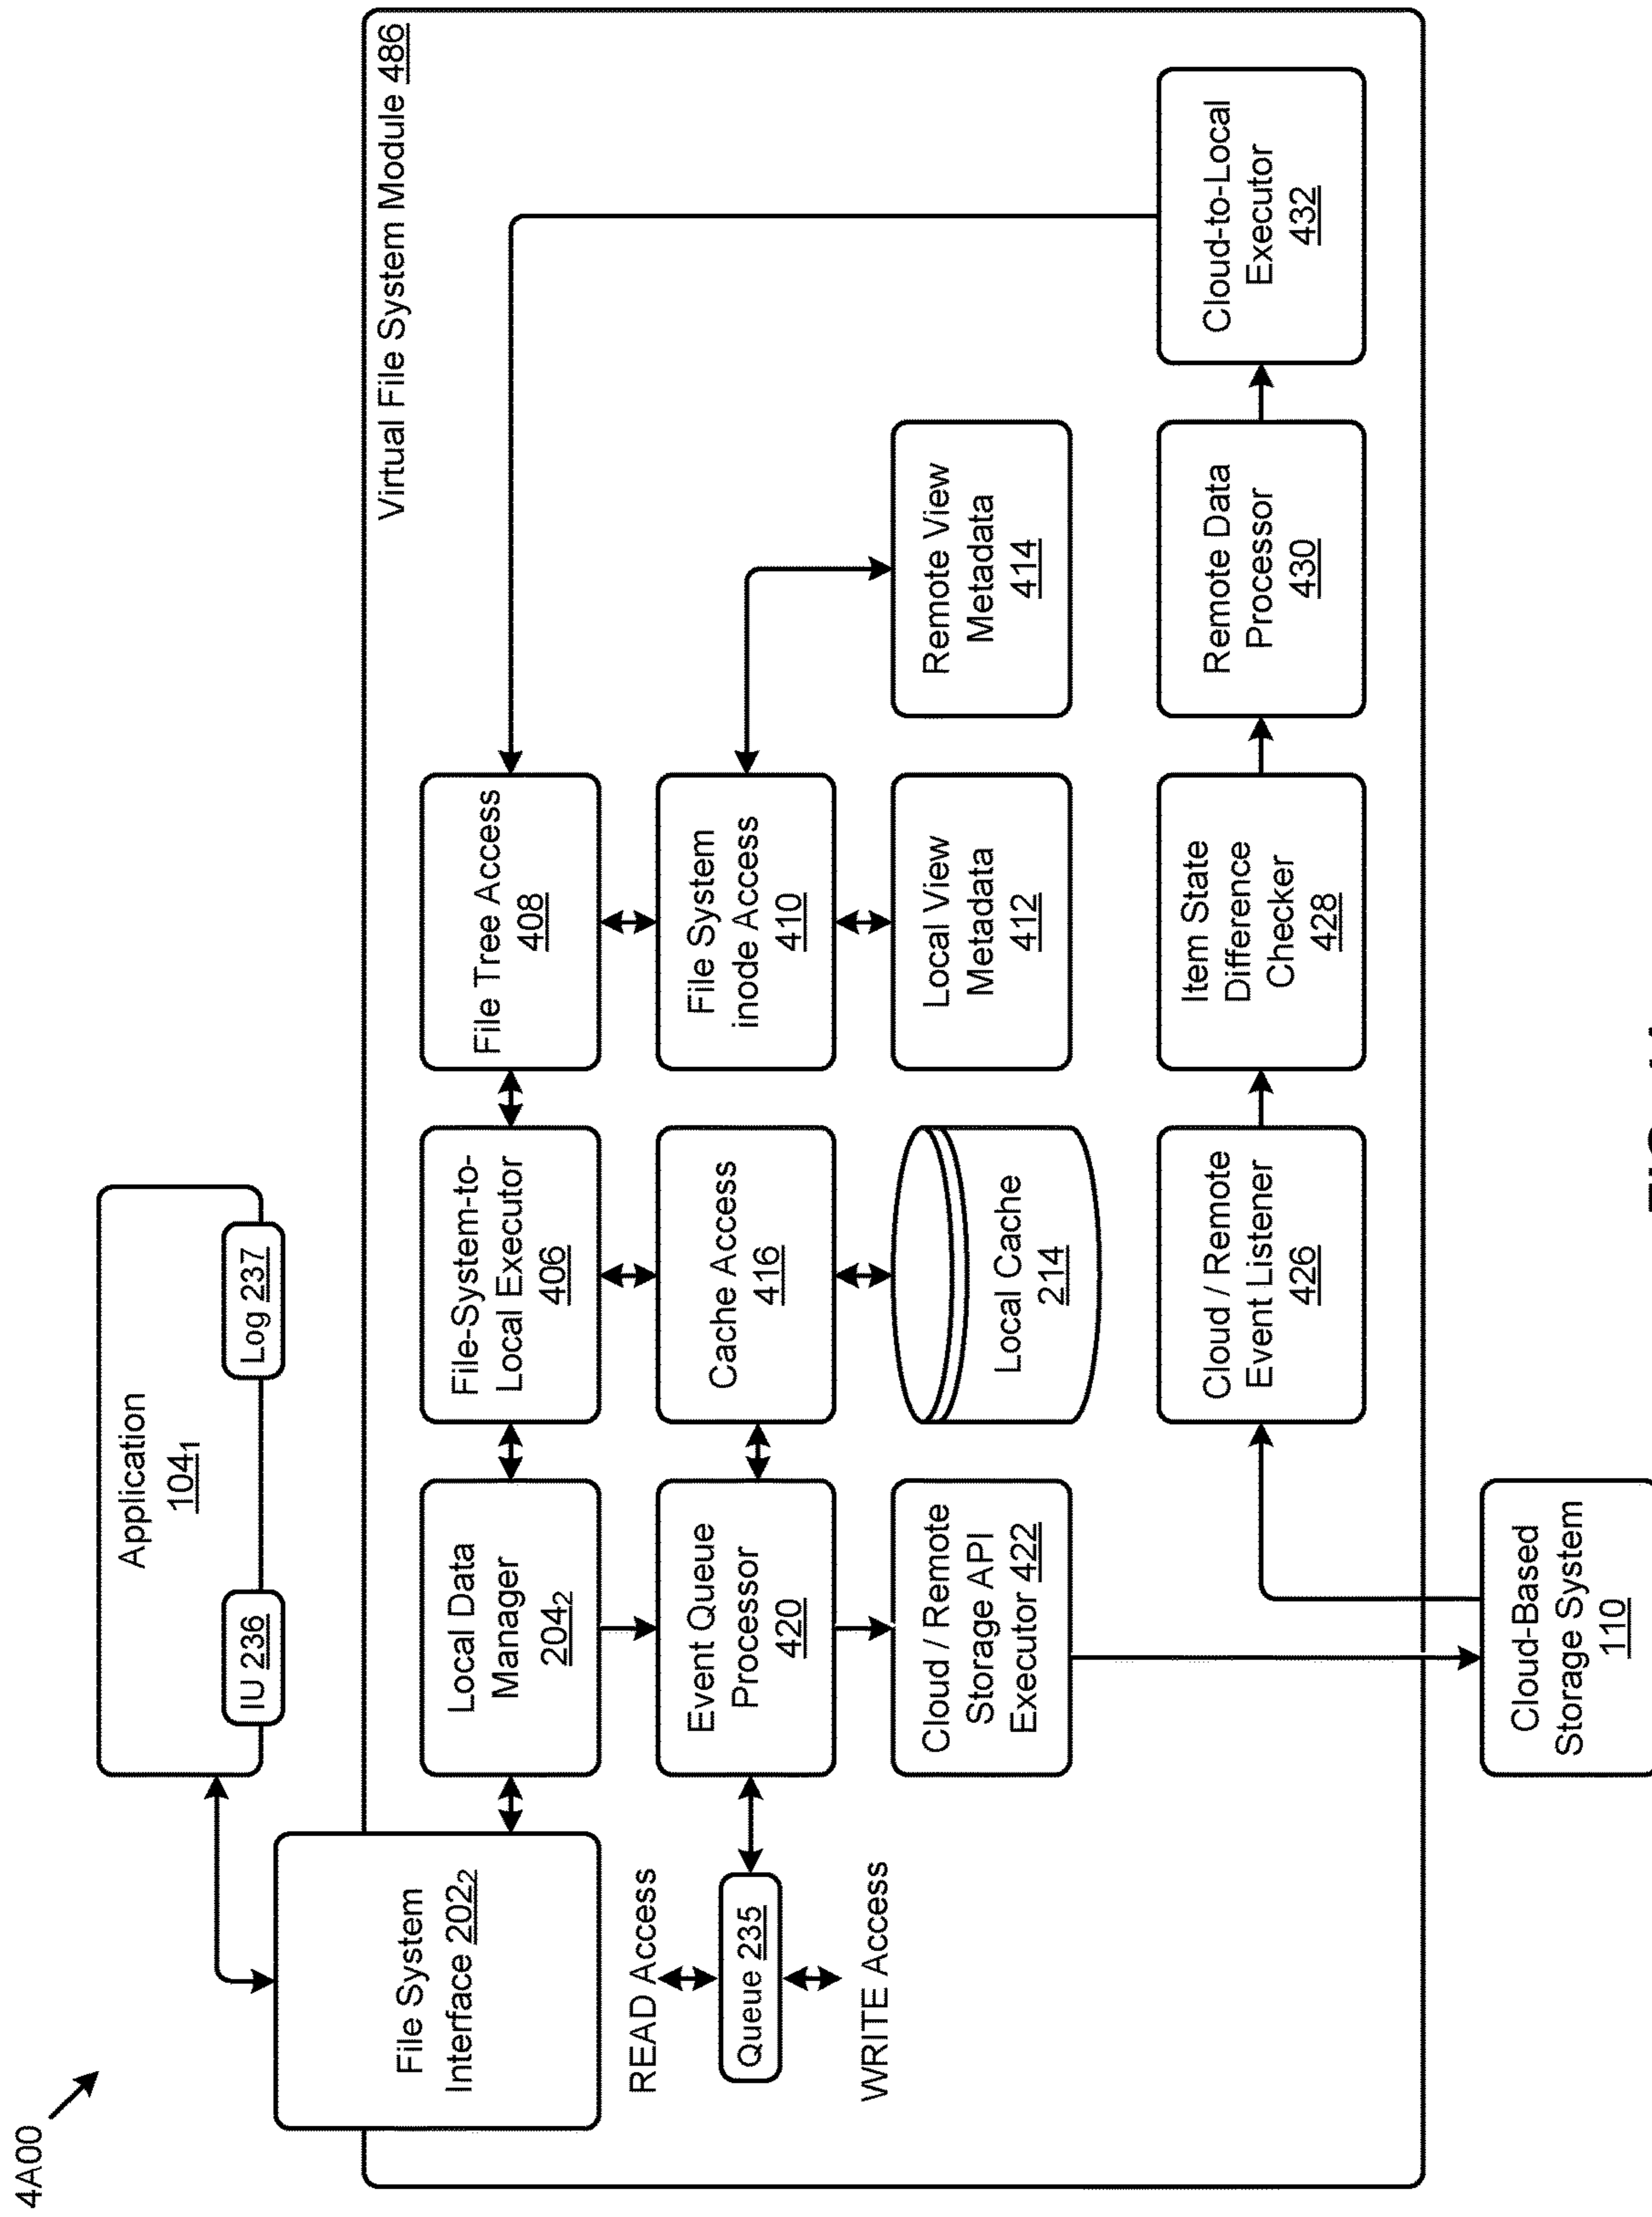 4A00
Application
104₁
IU 236
Log 237
Virtual File System Module 486
File System
Interface 202₂
Local Data
Manager
204₂
File-System-to-
Local Executor
406
File Tree Access
408
READ Access
Queue 235
WRITE Access
Event Queue
Processor
420
Cache Access
416
File System
inode Access
410
Cloud / Remote
Storage API
Executor 422
Local Cache
214
Local View
Metadata
412
Remote View
Metadata
414
Cloud / Remote
Event Listener
426
Item State
Difference
Checker
428
Remote Data
Processor
430
Cloud-to-Local
Executor
432
Cloud-Based
Storage System
110